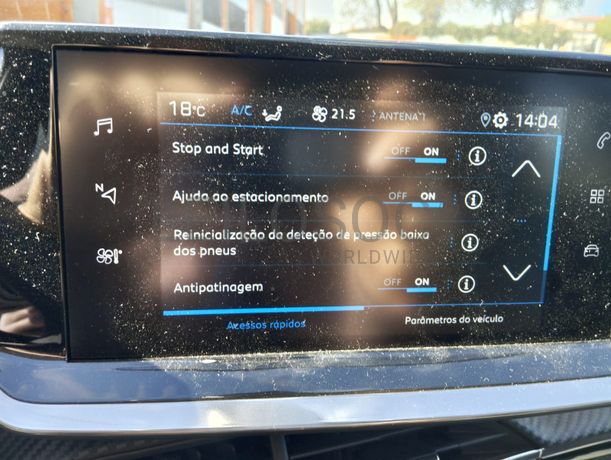 18°C A/C 21.5 ANTENA 1 14:04
Stop and Start OFF ON
Ajuda ao estacionamento OFF ON
Reinicialização da deteção de pressão baixa
dos pneus
Antipatinagem OFF ON
Acessos rápidos Parâmetros do veículo
N